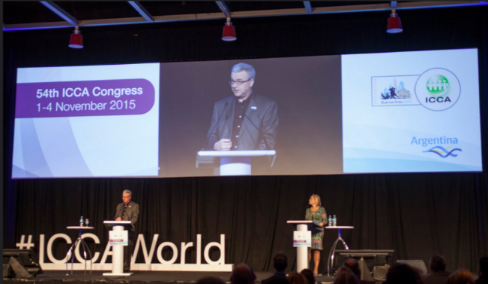 54th ICCA Congress
1-4 November 2015
ICCA
Argentina
#ICCAWorld